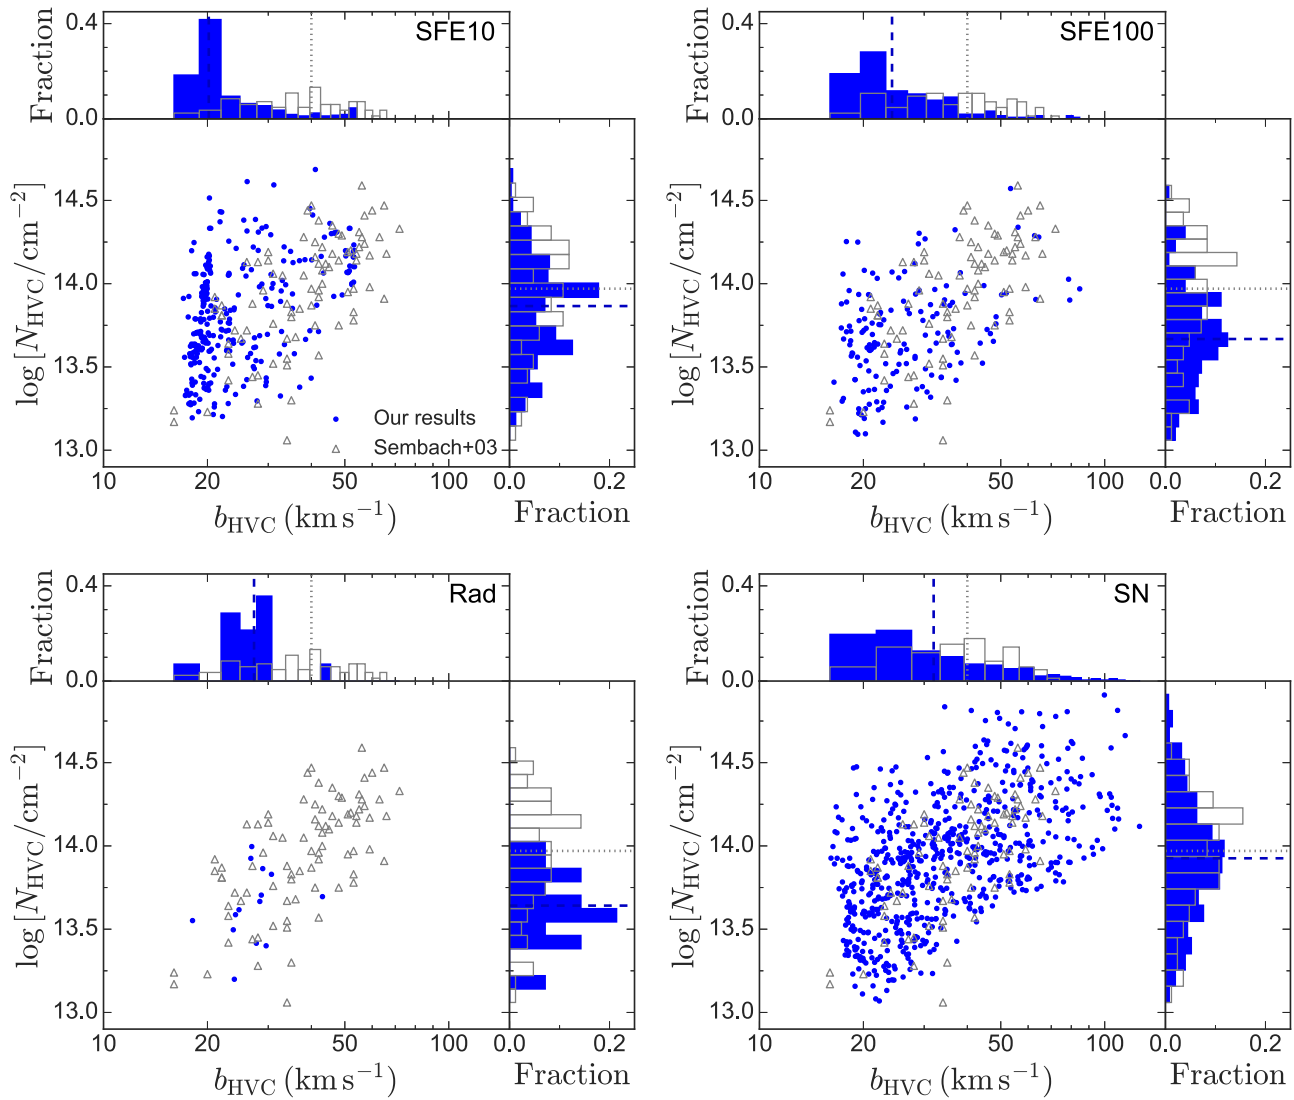 0.4
0.0
Fraction
SFE10
14.5
14.0
13.5
13.0
log [N_HVC/cm^−2]
Our results
Sembach+03
10 20 50 100
0.0 0.2
b_HVC (km s^−1)
Fraction
0.4
0.0
Fraction
SFE100
14.5
14.0
13.5
13.0
log [N_HVC/cm^−2]
10 20 50 100
0.0 0.2
b_HVC (km s^−1)
Fraction
0.4
0.0
Fraction
Rad
14.5
14.0
13.5
13.0
log [N_HVC/cm^−2]
10 20 50 100
0.0 0.2
b_HVC (km s^−1)
Fraction
0.4
0.0
Fraction
SN
14.5
14.0
13.5
13.0
log [N_HVC/cm^−2]
10 20 50 100
0.0 0.2
b_HVC (km s^−1)
Fraction